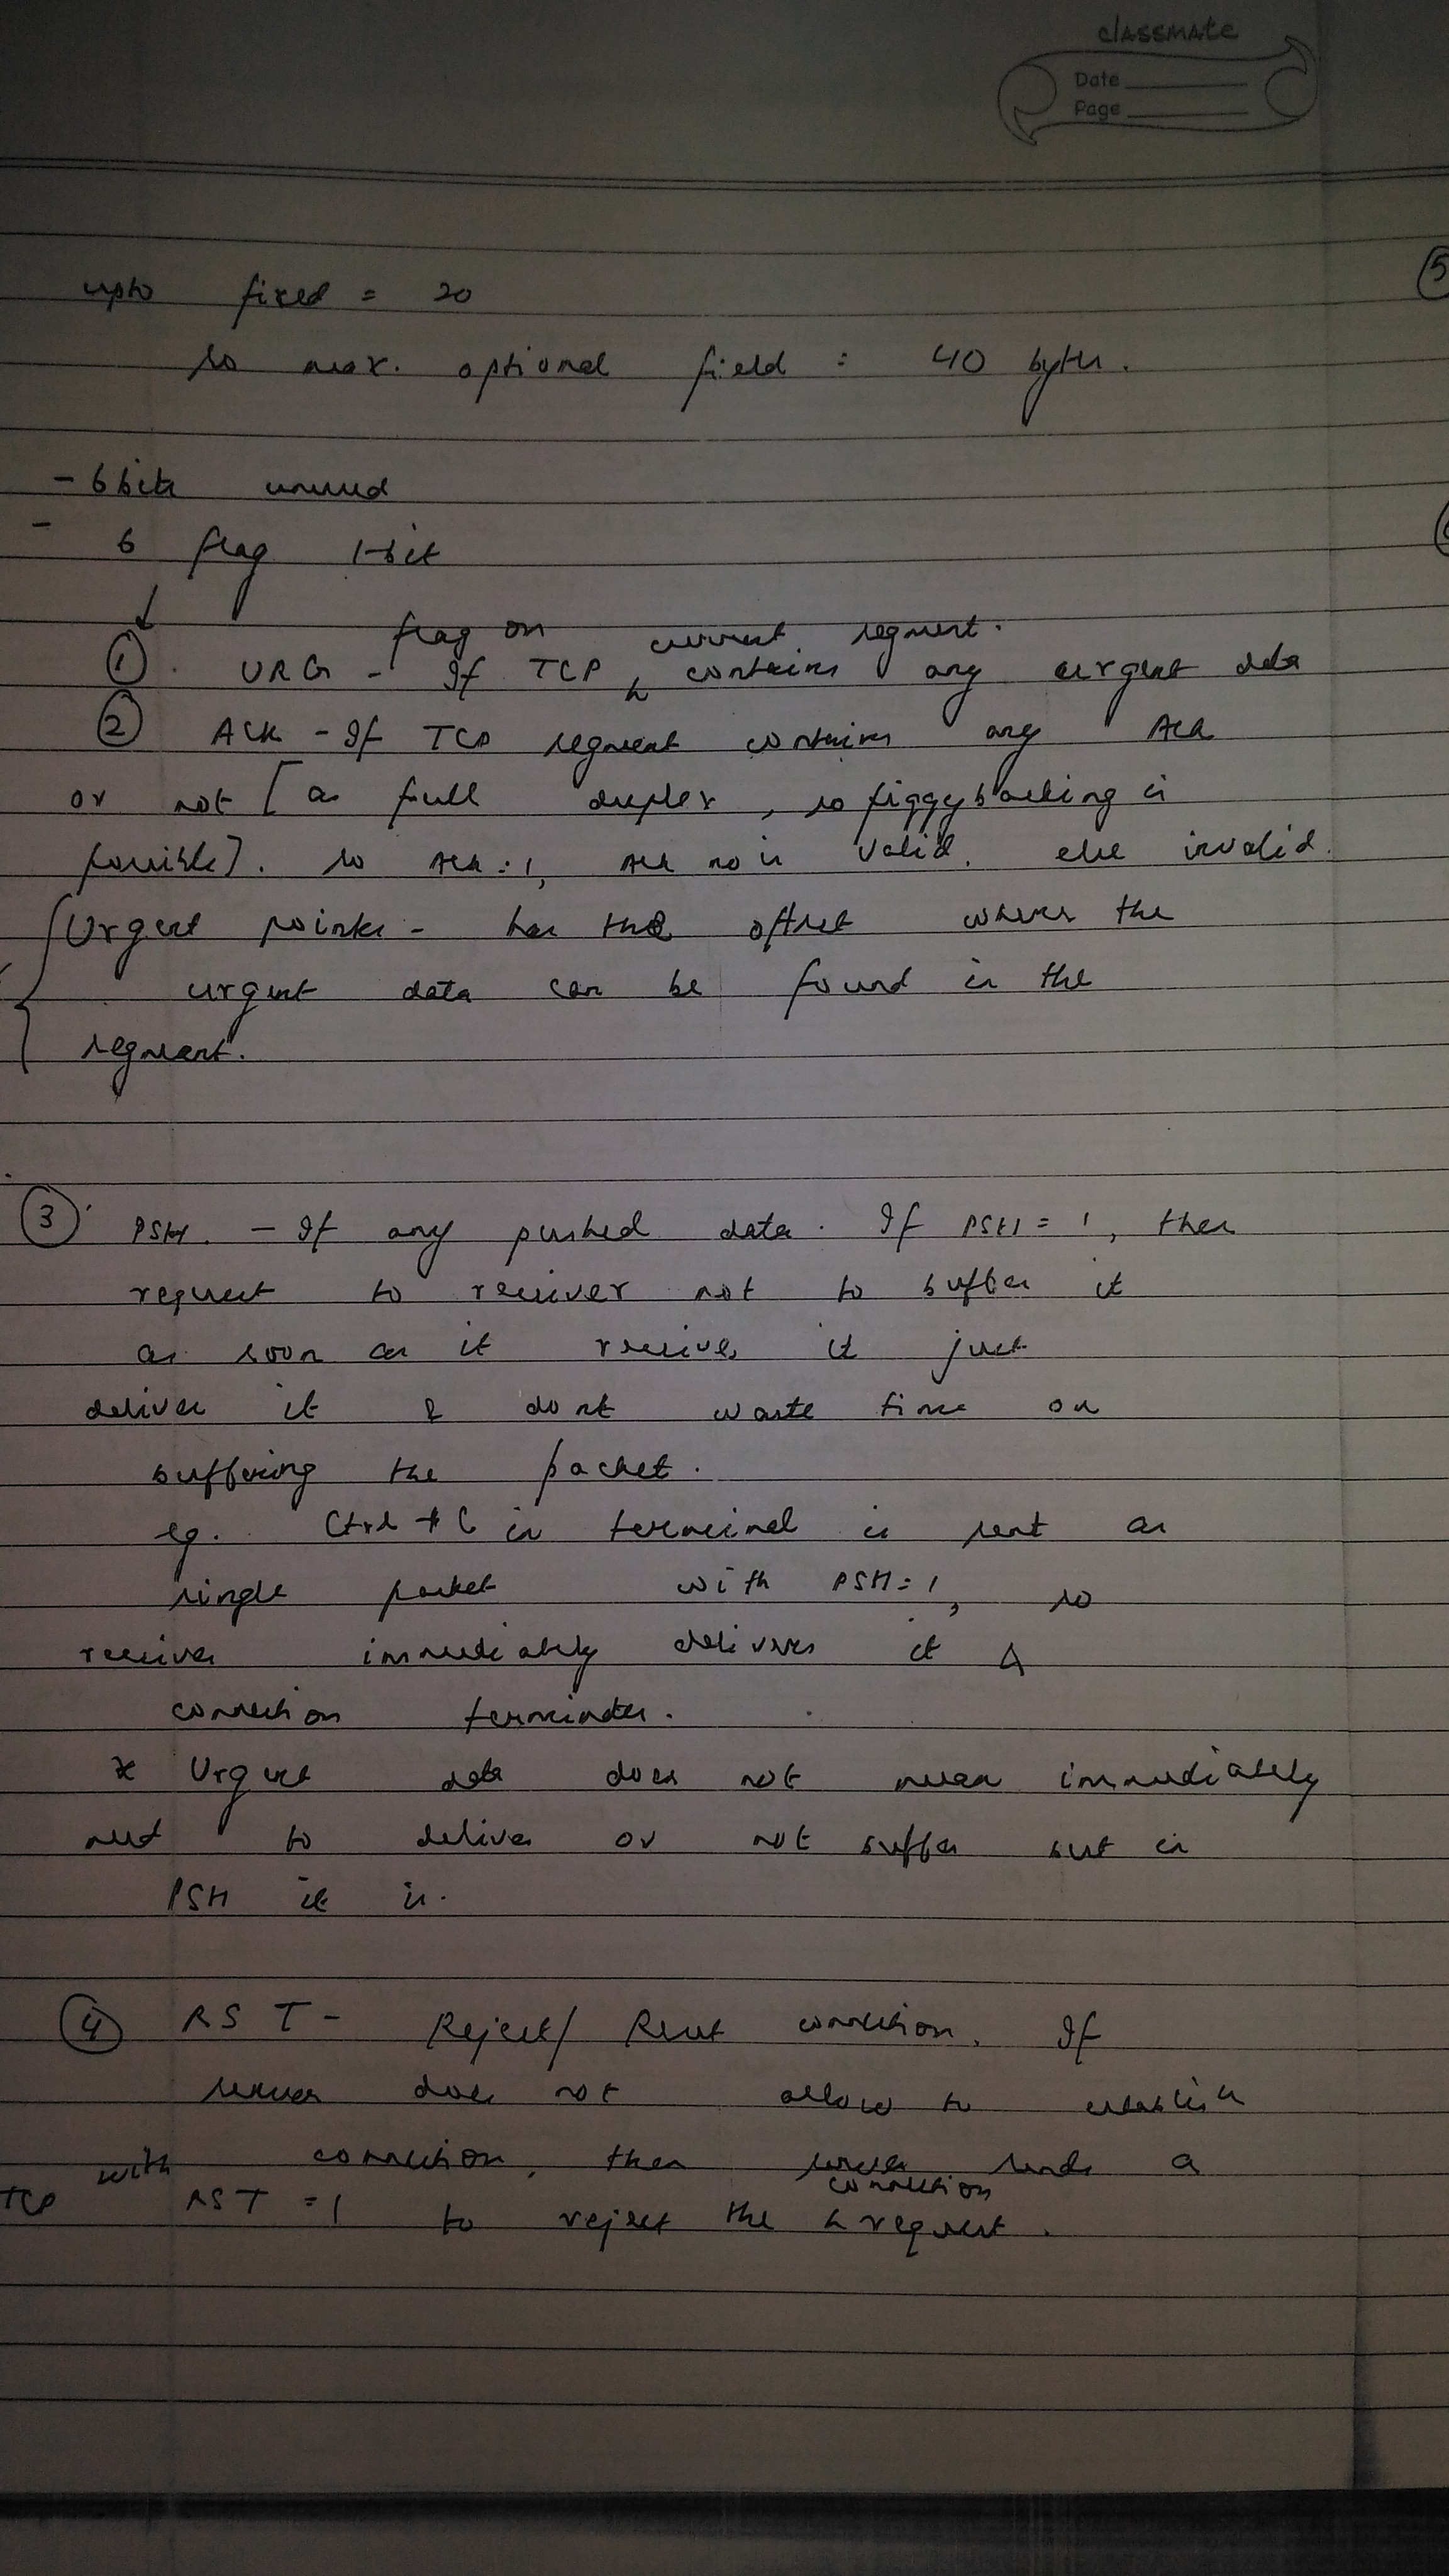 classmate
Date
Page
upto fixed = 20
so max. optional field = 40 bytes.
- 6 bits unused
- 6 flag 1-bit
flag on current segment.
① URG - If TCP contains any urgent data
② ACK - If TCP segment contains any Ack
or not [as full duplex, so piggybacking is
possible]. so Ack = 1, Ack no is valid. else invalid.
Urgent pointer - has the offset where the
urgent data can be found in the
segment.
③ PSH. - If any pushed data. If PSH = 1, then
request to receiver not to buffer it
as soon as it receives it just
deliver it & dont waste time on
buffering the packet.
eg. Ctrl + C in terminal is sent as
single packet with PSH = 1, so
receiver immediately delivers it &
connection terminates.
* Urgent data does not mean immediately
need to deliver or not buffer but in
PSH it is.
④ RST - Reject/ Reset connection. If
server does not allow to establish
connection, then server sends a
TCP with RST = 1 to reject the connection request.
⑤